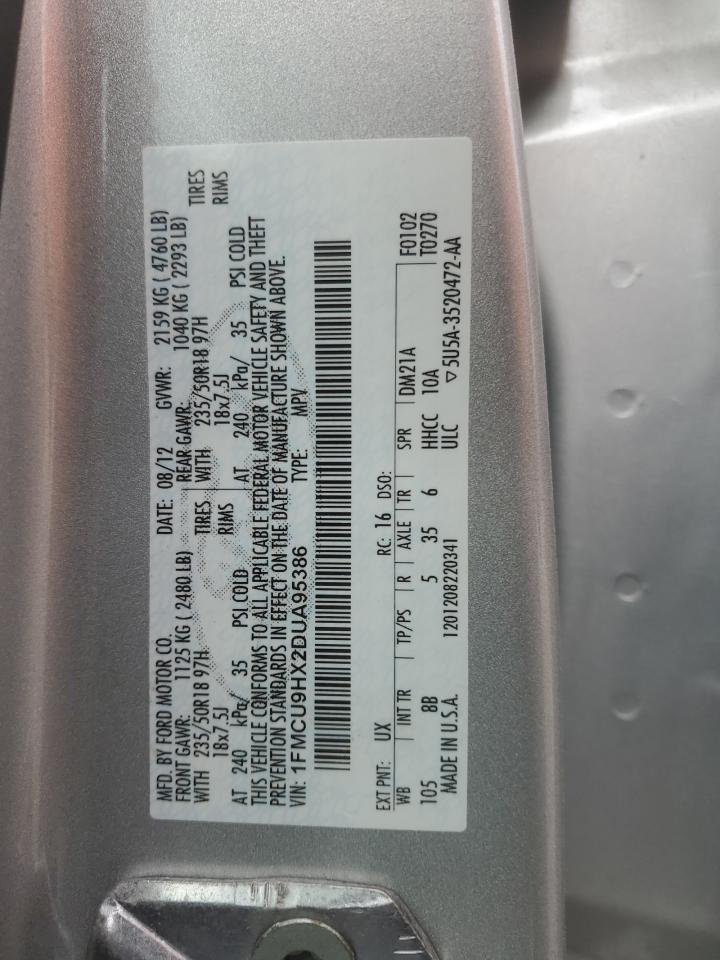 MFD. BY FORD MOTOR CO. DATE: 08/12 GVWR: 2159 KG ( 4760 LB)
FRONT GAWR: 1125 KG ( 2480 LB) REAR GAWR: 1040 KG ( 2293 LB)
WITH 235/50R18 97H TIRES WITH 235/50R18 97H TIRES
18x7.5J RIMS 18x7.5J RIMS
AT 240 kPa/ 35 PSI COLD AT 240 kPa/ 35 PSI COLD
THIS VEHICLE CONFORMS TO ALL APPLICABLE FEDERAL MOTOR VEHICLE SAFETY AND THEFT
PREVENTION STANDARDS IN EFFECT ON THE DATE OF MANUFACTURE SHOWN ABOVE.
VIN: 1FMCU9HX2DUA95386 TYPE: MPV
EXT PNT: UX RC: 16 DSO: F0102
WB INT TR TP/PS R AXLE TR SPR DM21A T0270
105 8B 5 35 6 HHCC 10A
MADE IN U.S.A. 1201208220341 ULC ▽5U5A-3520472-AA